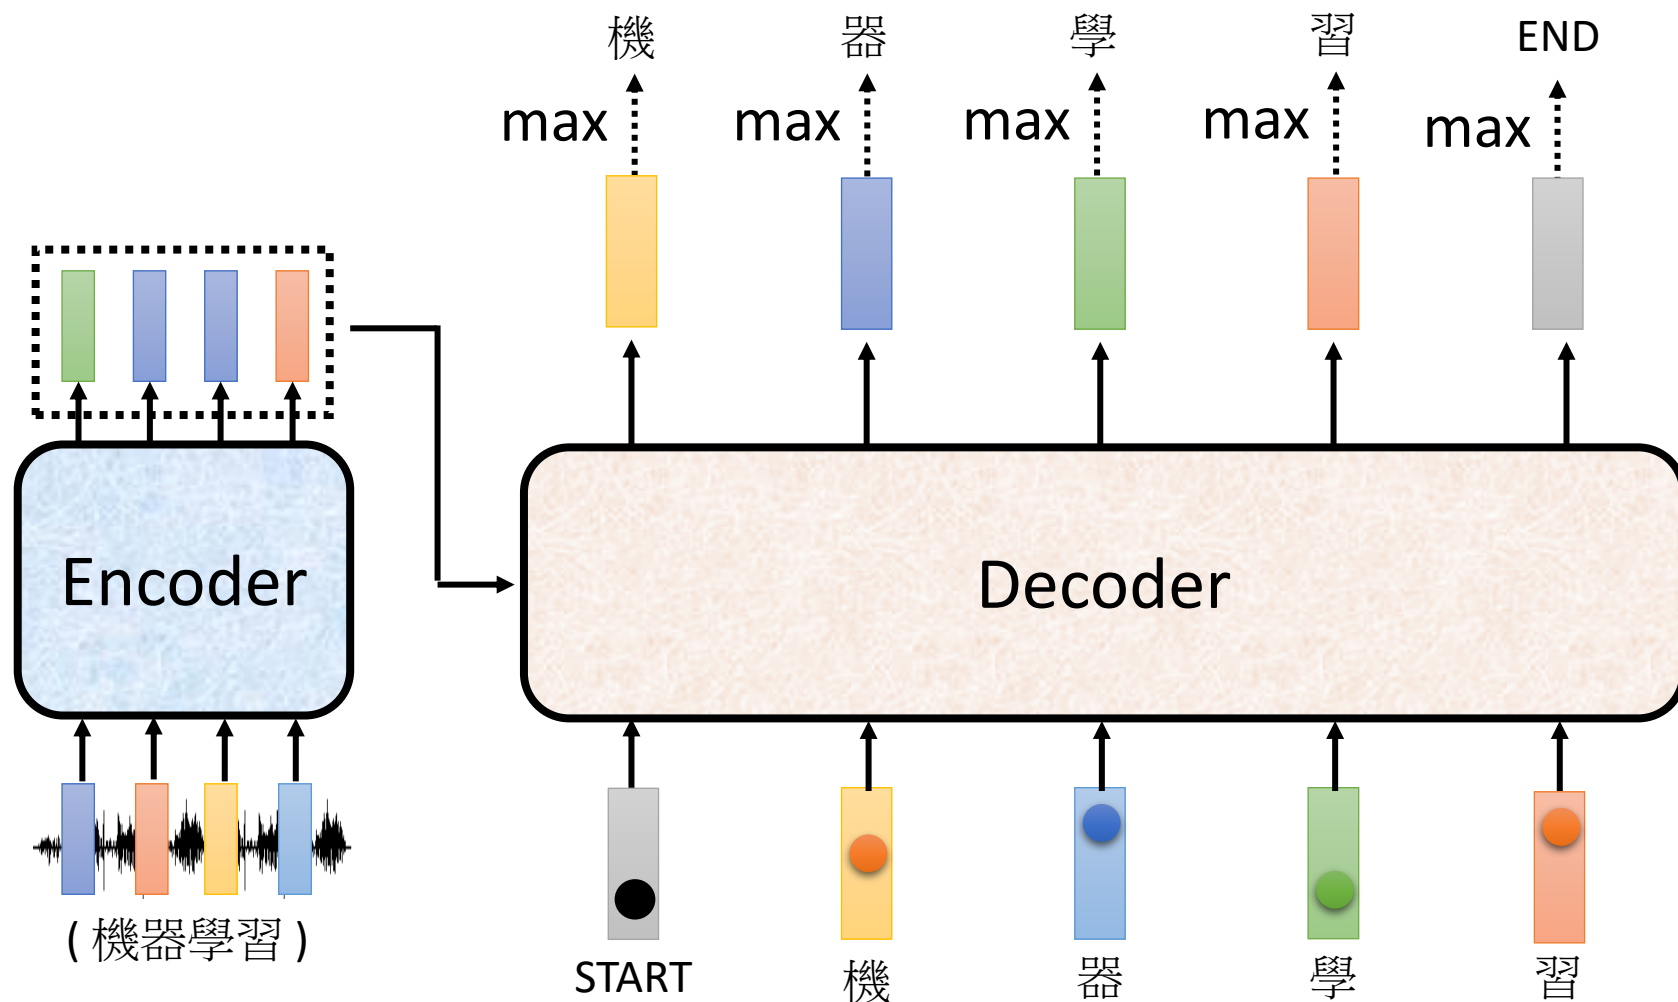 機 器 學 習 END
max max max max max
Encoder
Decoder
( 機器學習 )
START 機 器 學 習